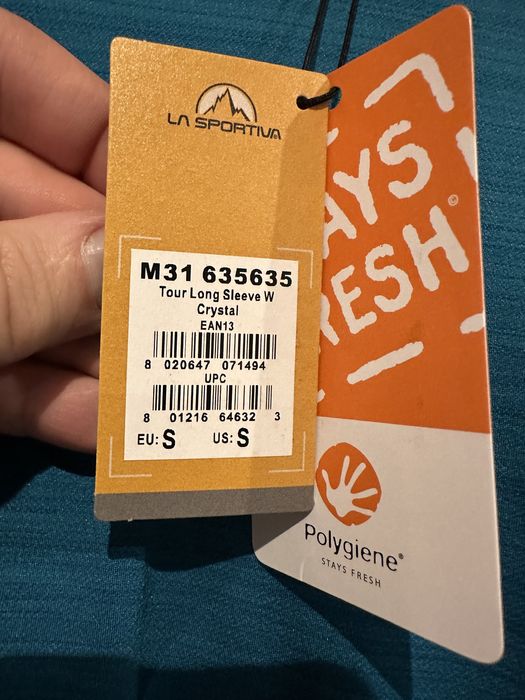 LA SPORTIVA
M31 635635
Tour Long Sleeve W
Crystal
EAN13
8 020647 071494
UPC
8 01216 64632 3
EU: S US: S
AYS
RESH©
Polygiene®
STAYS FRESH